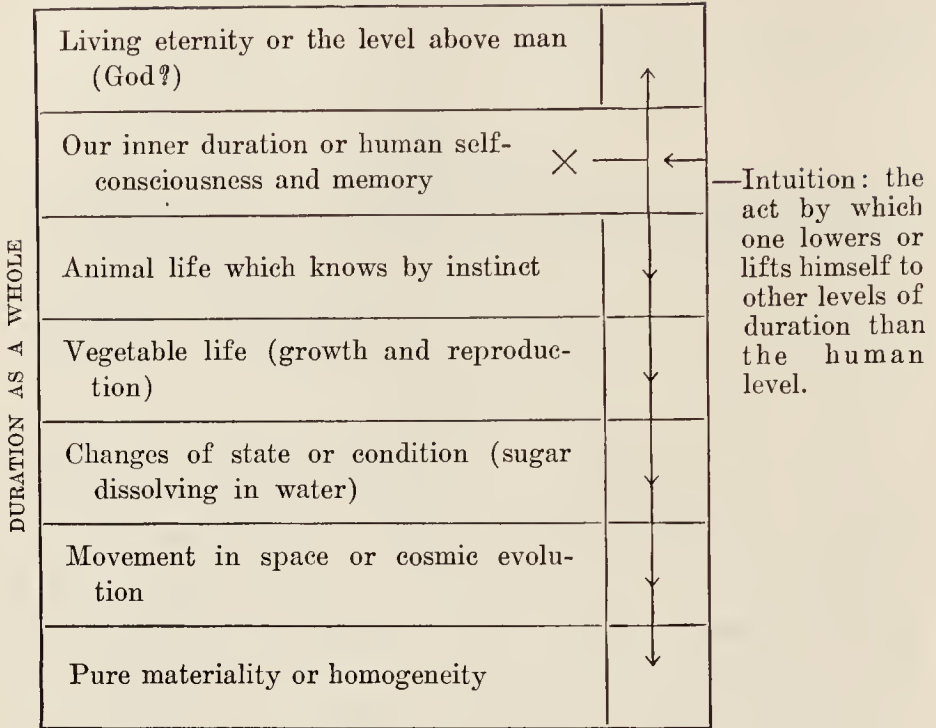 DURATION AS A WHOLE
Living eternity or the level above man
(God?)
Our inner duration or human self-
consciousness and memory
Animal life which knows by instinct
Vegetable life (growth and reproduc-
tion)
Changes of state or condition (sugar
dissolving in water)
Movement in space or cosmic evolu-
tion
Pure materiality or homogeneity
—Intuition: the
act by which
one lowers or
lifts himself to
other levels of
duration than
the human
level.